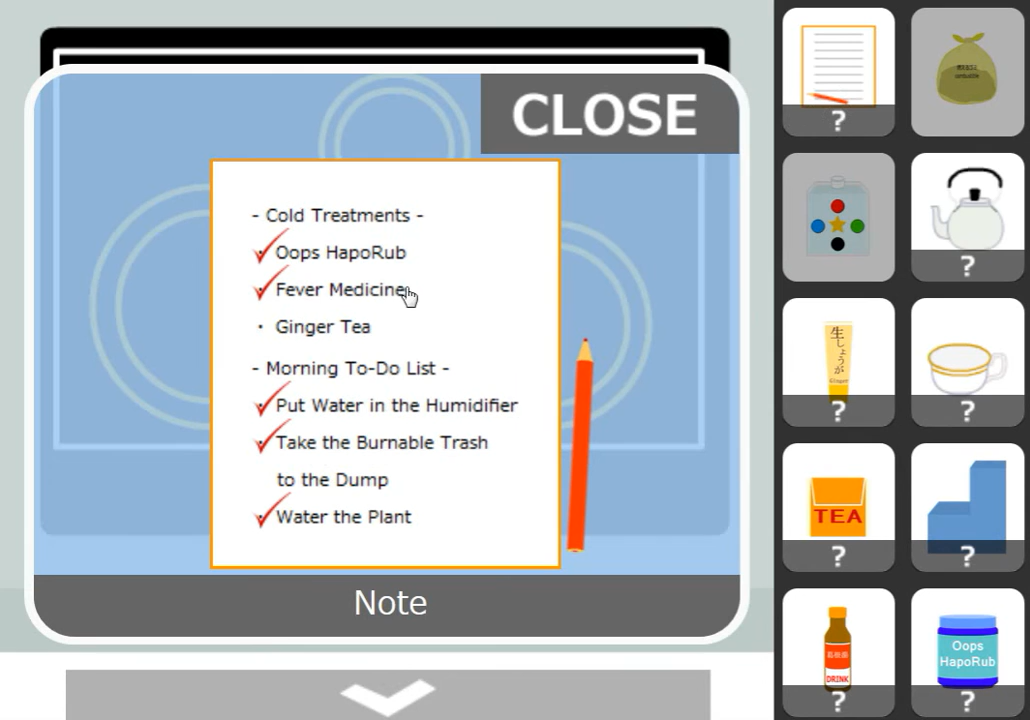 CLOSE
- Cold Treatments -
· Oops HapoRub
· Fever Medicine
· Ginger Tea
- Morning To-Do List -
· Put Water in the Humidifier
· Take the Burnable Trash
to the Dump
· Water the Plant
Note
?
?
生しょうが
Ginger
?
?
TEA
?
?
DRINK
?
Oops
HapoRub
?